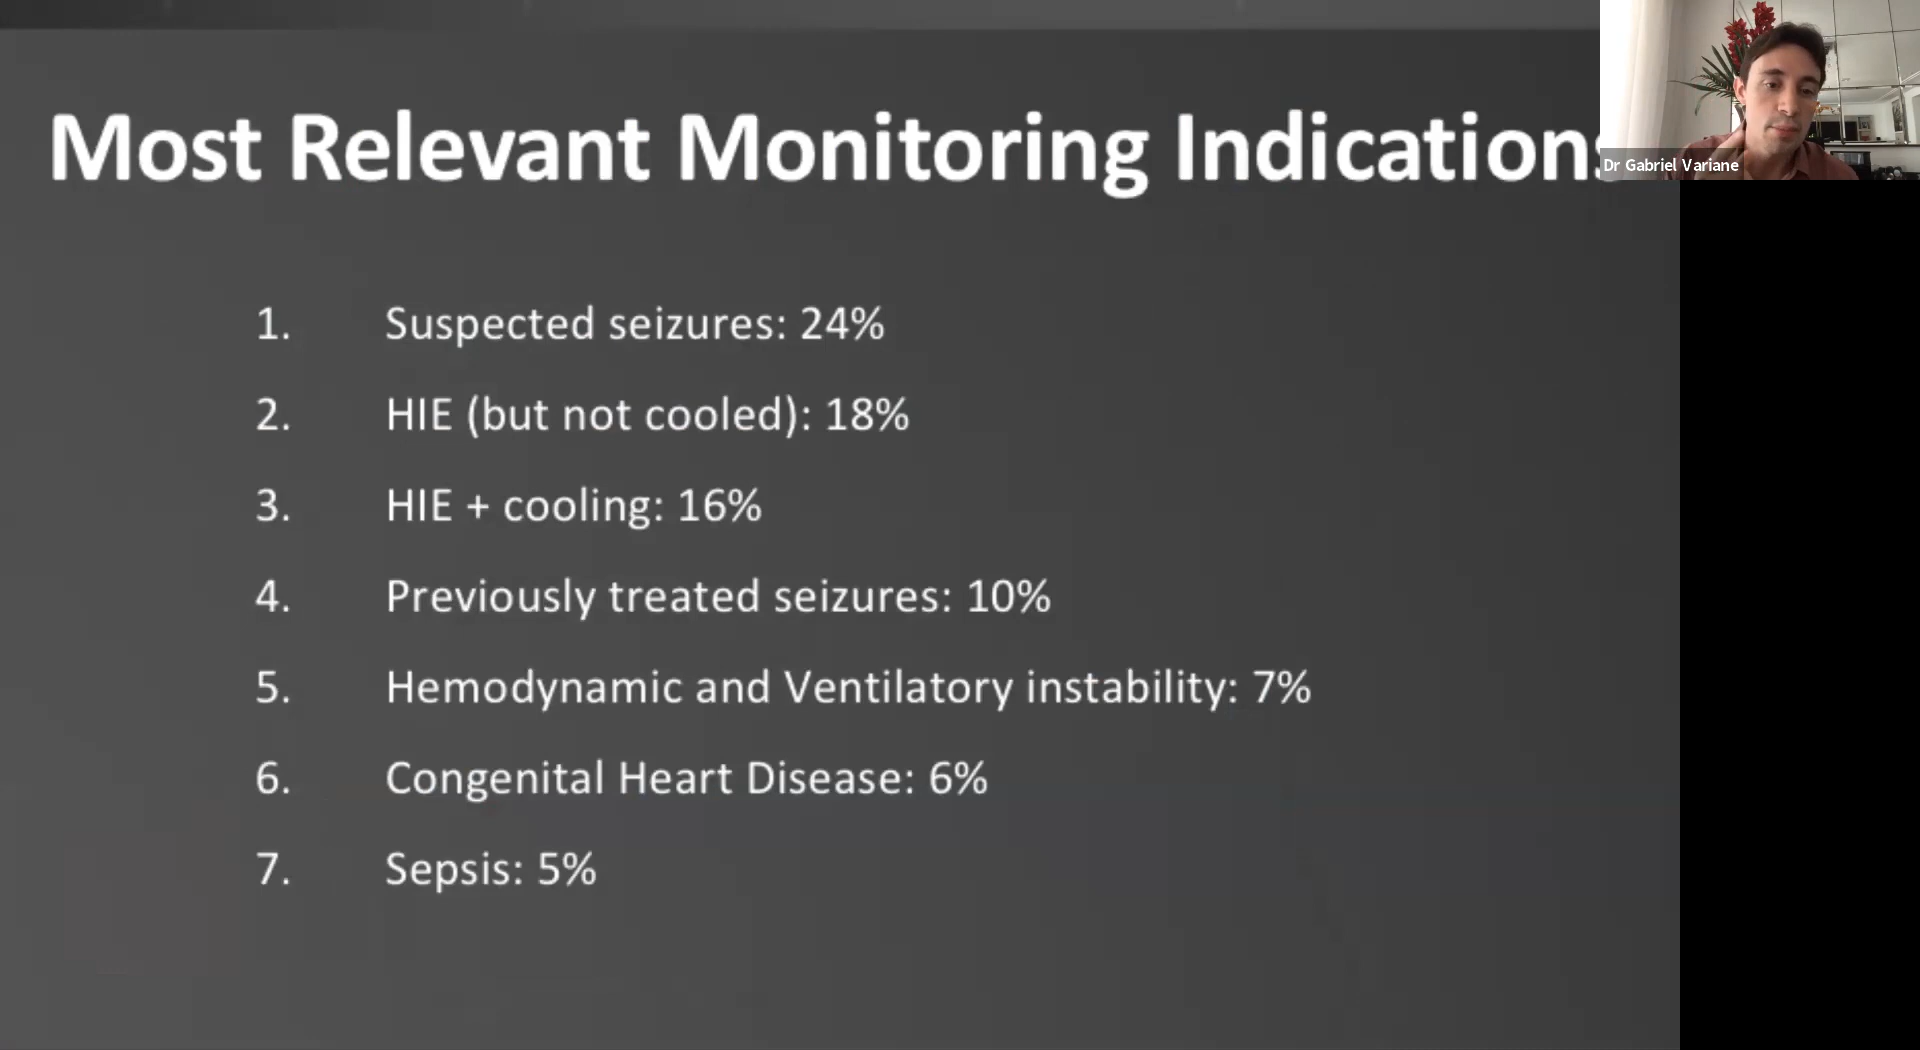 Most Relevant Monitoring Indications
Dr Gabriel Variane
1. Suspected seizures: 24%
2. HIE (but not cooled): 18%
3. HIE + cooling: 16%
4. Previously treated seizures: 10%
5. Hemodynamic and Ventilatory instability: 7%
6. Congenital Heart Disease: 6%
7. Sepsis: 5%